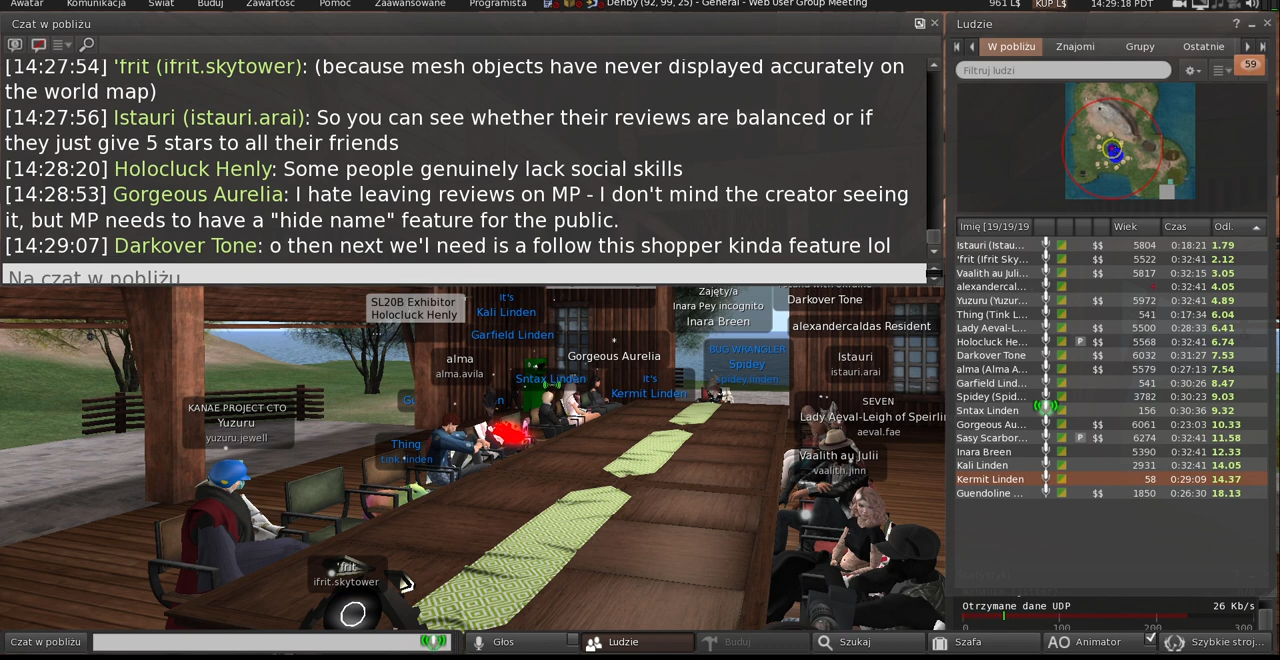 Awatar Komunikacja Świat Buduj Zawartość Pomoc Zaawansowane Programista Denby (92, 99, 25) - General - Web User Group Meeting 961 L$ KUP L$ 14:29:18 PDT
Czat w pobliżu
[14:27:54] 'frit (ifrit.skytower): (because mesh objects have never displayed accurately on
the world map)
[14:27:56] Istauri (istauri.arai): So you can see whether their reviews are balanced or if
they just give 5 stars to all their friends
[14:28:20] Holocluck Henly: Some people genuinely lack social skills
[14:28:53] Gorgeous Aurelia: I hate leaving reviews on MP - I don't mind the creator seeing
it, but MP needs to have a "hide name" feature for the public.
[14:29:07] Darkover Tone: o then next we'l need is a follow this shopper kinda feature lol
Na czat w pobliżu
SL20B Exhibitor
Holocluck Henly
...
It's
Kali Linden
Garfield Linden
Zajęty/a
Inara Pey incognito
Inara Breen
Darkover Tone
alexandercaldas Resident
alma
alma.avila
Gorgeous Aurelia
Sntax Linden
It's
Kermit Linden
BUG WRANGLER
Spidey
spidey.linden
Istauri
istauri.arai
KANAE PROJECT CTO
Yuzuru
yuzuru.jewell
Thing
tink.linden
SEVEN
Lady Aeval-Leigh of Speirlin
aeval.fae
Vaalith au Julii
vaalith.jinn
'frit
ifrit.skytower
Ludzie
W pobliżu Znajomi Grupy Ostatnie
Filtruj ludzi
59
Imię [19/19/19 Wiek Czas Odl.
Istauri (Istau... $$ 5804 0:18:21 1.79
'frit (Ifrit Sky... $$ 5522 0:32:41 2.12
Vaalith au Juli... $$ 5817 0:32:15 3.05
alexandercal... 0:32:41 4.05
Yuzuru (Yuzur... $$ 5972 0:32:41 4.89
Thing (Tink L... 541 0:17:34 6.04
Lady Aeval-L... $$ 5500 0:28:33 6.41
Holocluck He... P $$ 5568 0:32:41 6.74
Darkover Tone $$ 6032 0:31:27 7.53
alma (Alma A... $$ 5579 0:27:13 7.54
Garfield Lind... 541 0:30:26 8.47
Spidey (Spid... 3782 0:30:23 9.03
Sntax Linden 156 0:30:36 9.32
Gorgeous Au... $$ 6061 0:23:03 10.33
Sasy Scarbor... P $$ 6274 0:32:41 11.58
Inara Breen 5390 0:32:41 12.33
Kali Linden 2931 0:32:41 14.05
Kermit Linden 58 0:29:09 14.37
Guendoline ... $$ 1850 0:26:30 18.13
Otrzymane dane UDP 26 Kb/s
0 100 200 300
Czat w pobliżu Głos Ludzie Buduj Szukaj Szafa AO Animator Szybkie stroj...